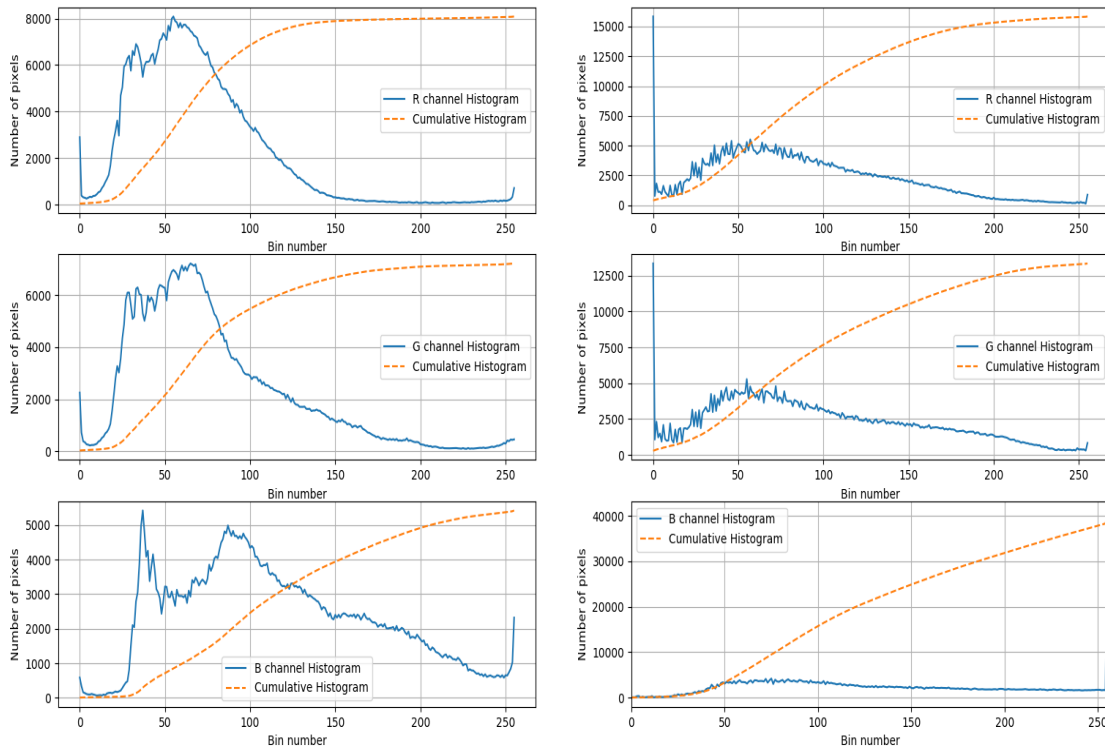 8000
6000
4000
2000
0
Number of pixels
R channel Histogram
Cumulative Histogram
0 50 100 150 200 250
Bin number
15000
12500
10000
7500
5000
2500
0
Number of pixels
R channel Histogram
Cumulative Histogram
0 50 100 150 200 250
Bin number
6000
4000
2000
0
Number of pixels
G channel Histogram
Cumulative Histogram
0 50 100 150 200 250
Bin number
12500
10000
7500
5000
2500
0
Number of pixels
G channel Histogram
Cumulative Histogram
0 50 100 150 200 250
Bin number
5000
4000
3000
2000
1000
0
Number of pixels
B channel Histogram
Cumulative Histogram
0 50 100 150 200 250
Bin number
40000
30000
20000
10000
0
Number of pixels
B channel Histogram
Cumulative Histogram
0 50 100 150 200 250
Bin number